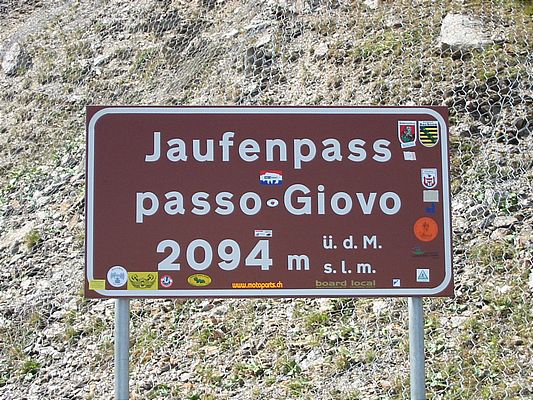 Jaufenpass
passo-Giovo
2094 m ü. d. M.
s. l. m.
www.motoparts.ch
board local